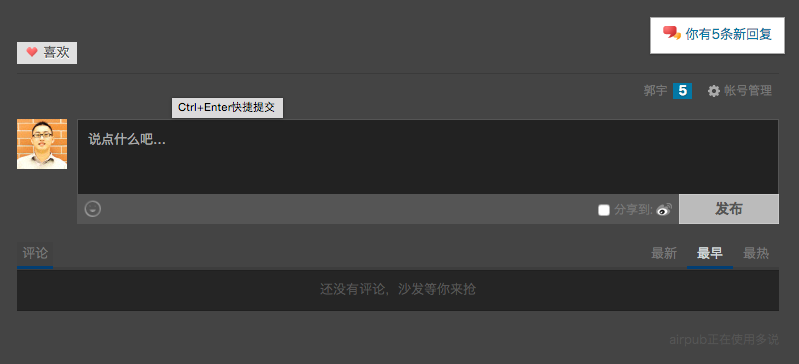 你有5条新回复
喜欢
郭宇 5 帐号管理
Ctrl+Enter快捷提交
说点什么吧...
分享到: 发布
评论 最新 最早 最热
还没有评论，沙发等你来抢
airpub正在使用多说